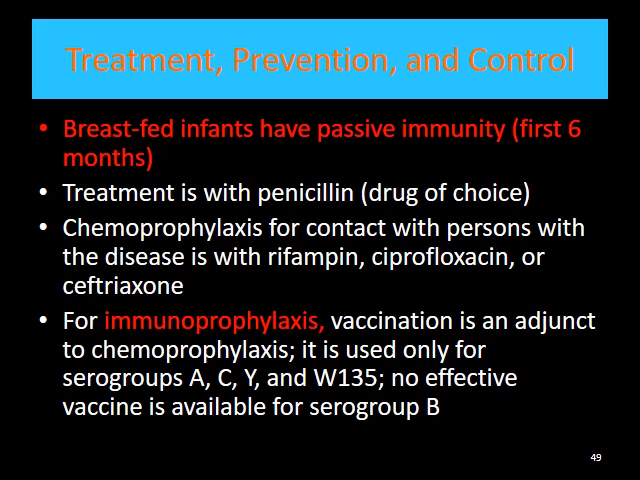 Treatment, Prevention, and Control
• Breast-fed infants have passive immunity (first 6
months)
• Treatment is with penicillin (drug of choice)
• Chemoprophylaxis for contact with persons with
the disease is with rifampin, ciprofloxacin, or
ceftriaxone
• For immunoprophylaxis, vaccination is an adjunct
to chemoprophylaxis; it is used only for
serogroups A, C, Y, and W135; no effective
vaccine is available for serogroup B
49